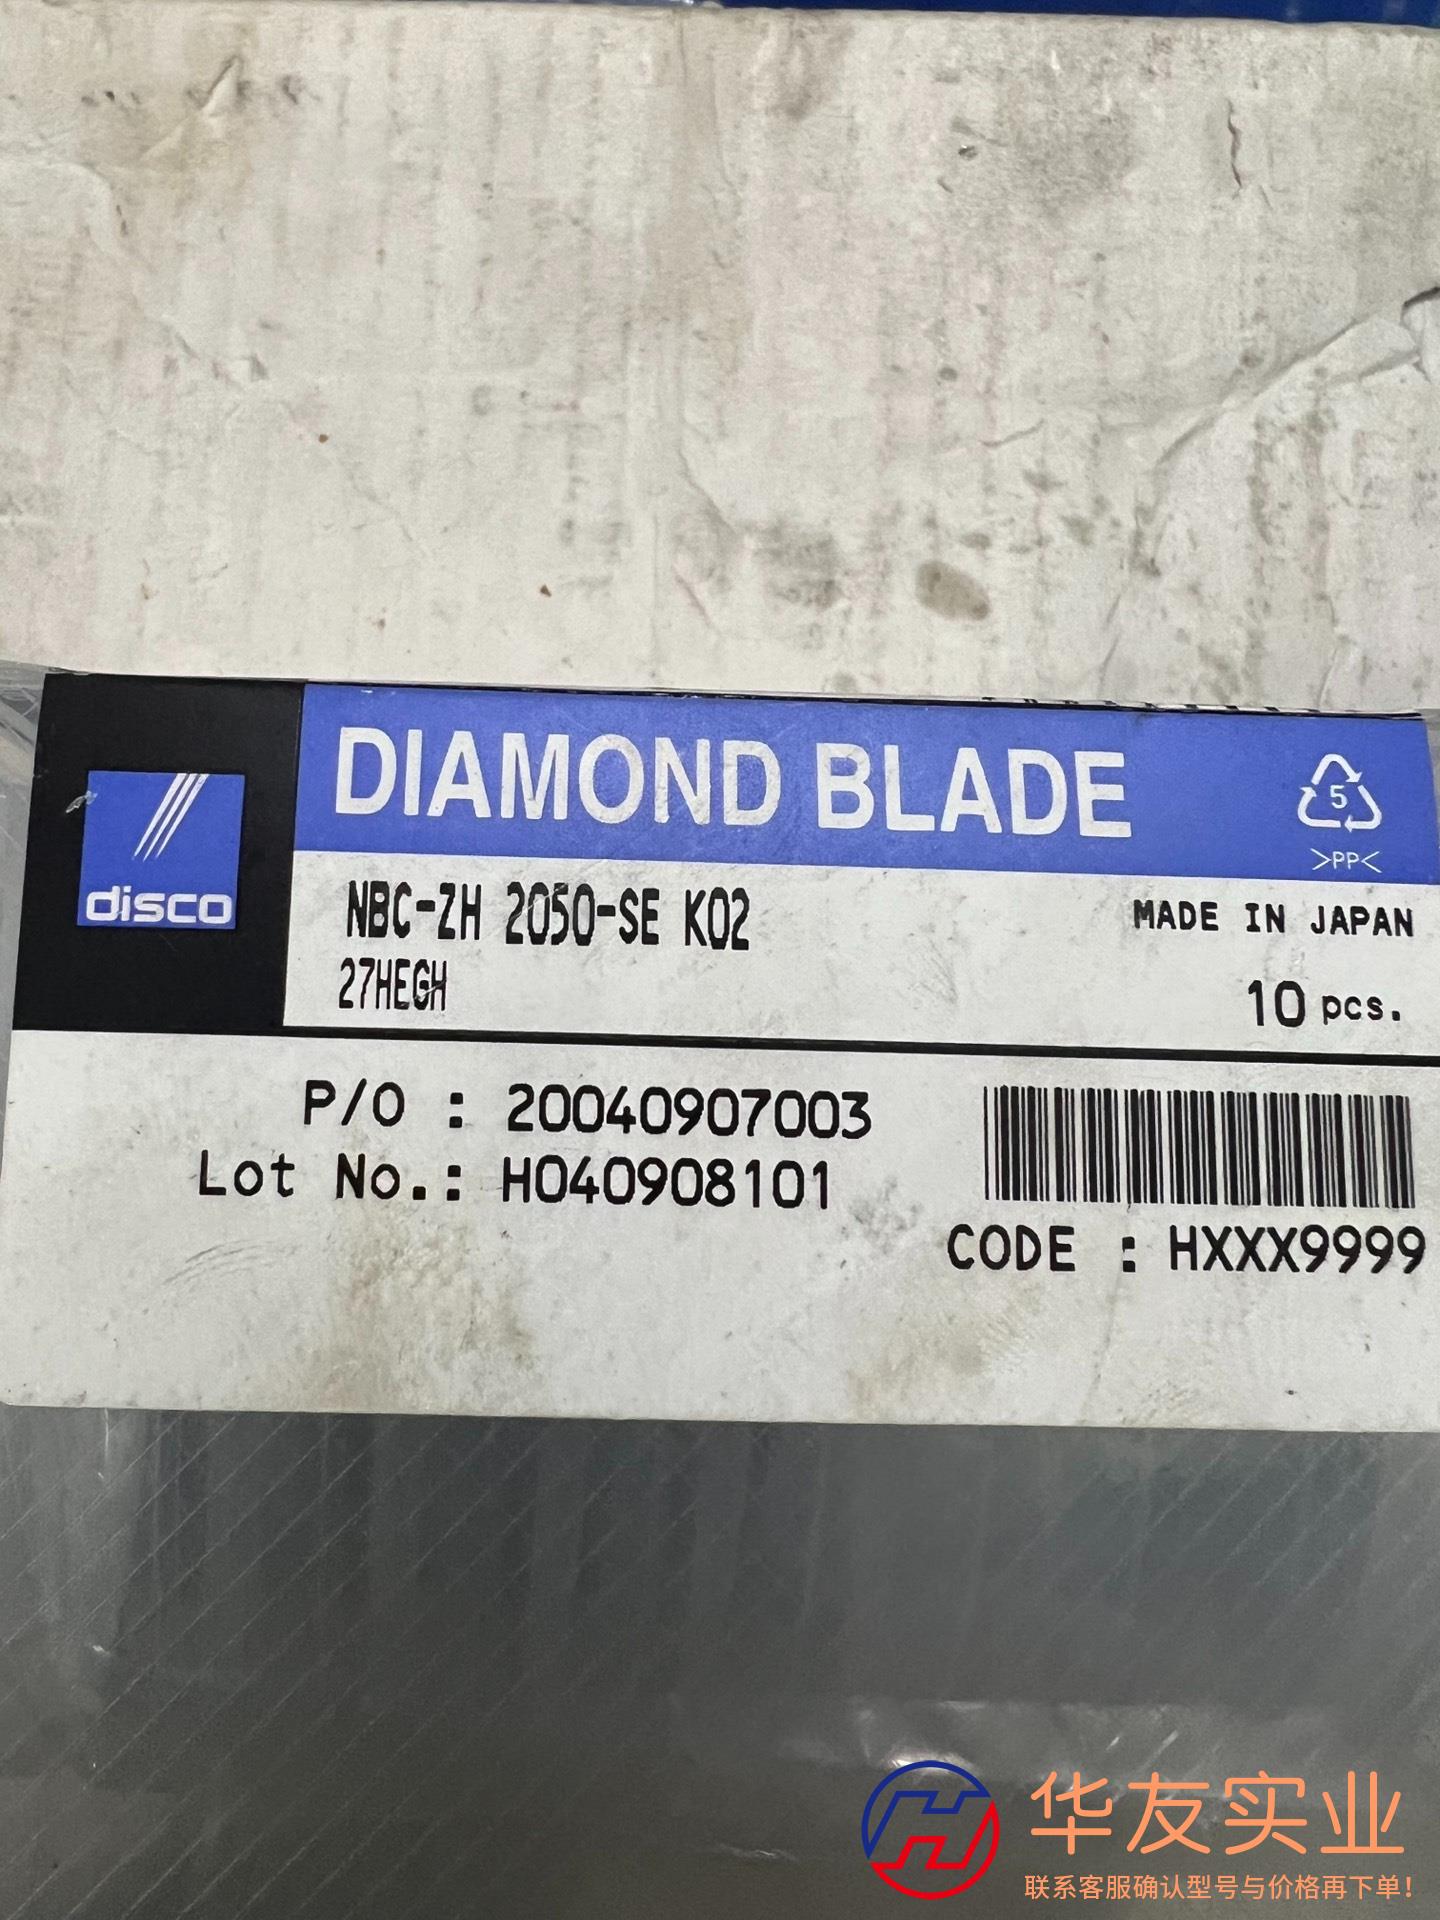 DIAMOND BLADE
5
>PP<
disco
NBC-ZH 2050-SE K02
MADE IN JAPAN
27HEGH
10 pcs.
P/O : 20040907003
Lot No.: H040908101
CODE : HXXX9999
华友实业
联系客服确认型号与价格再下单！